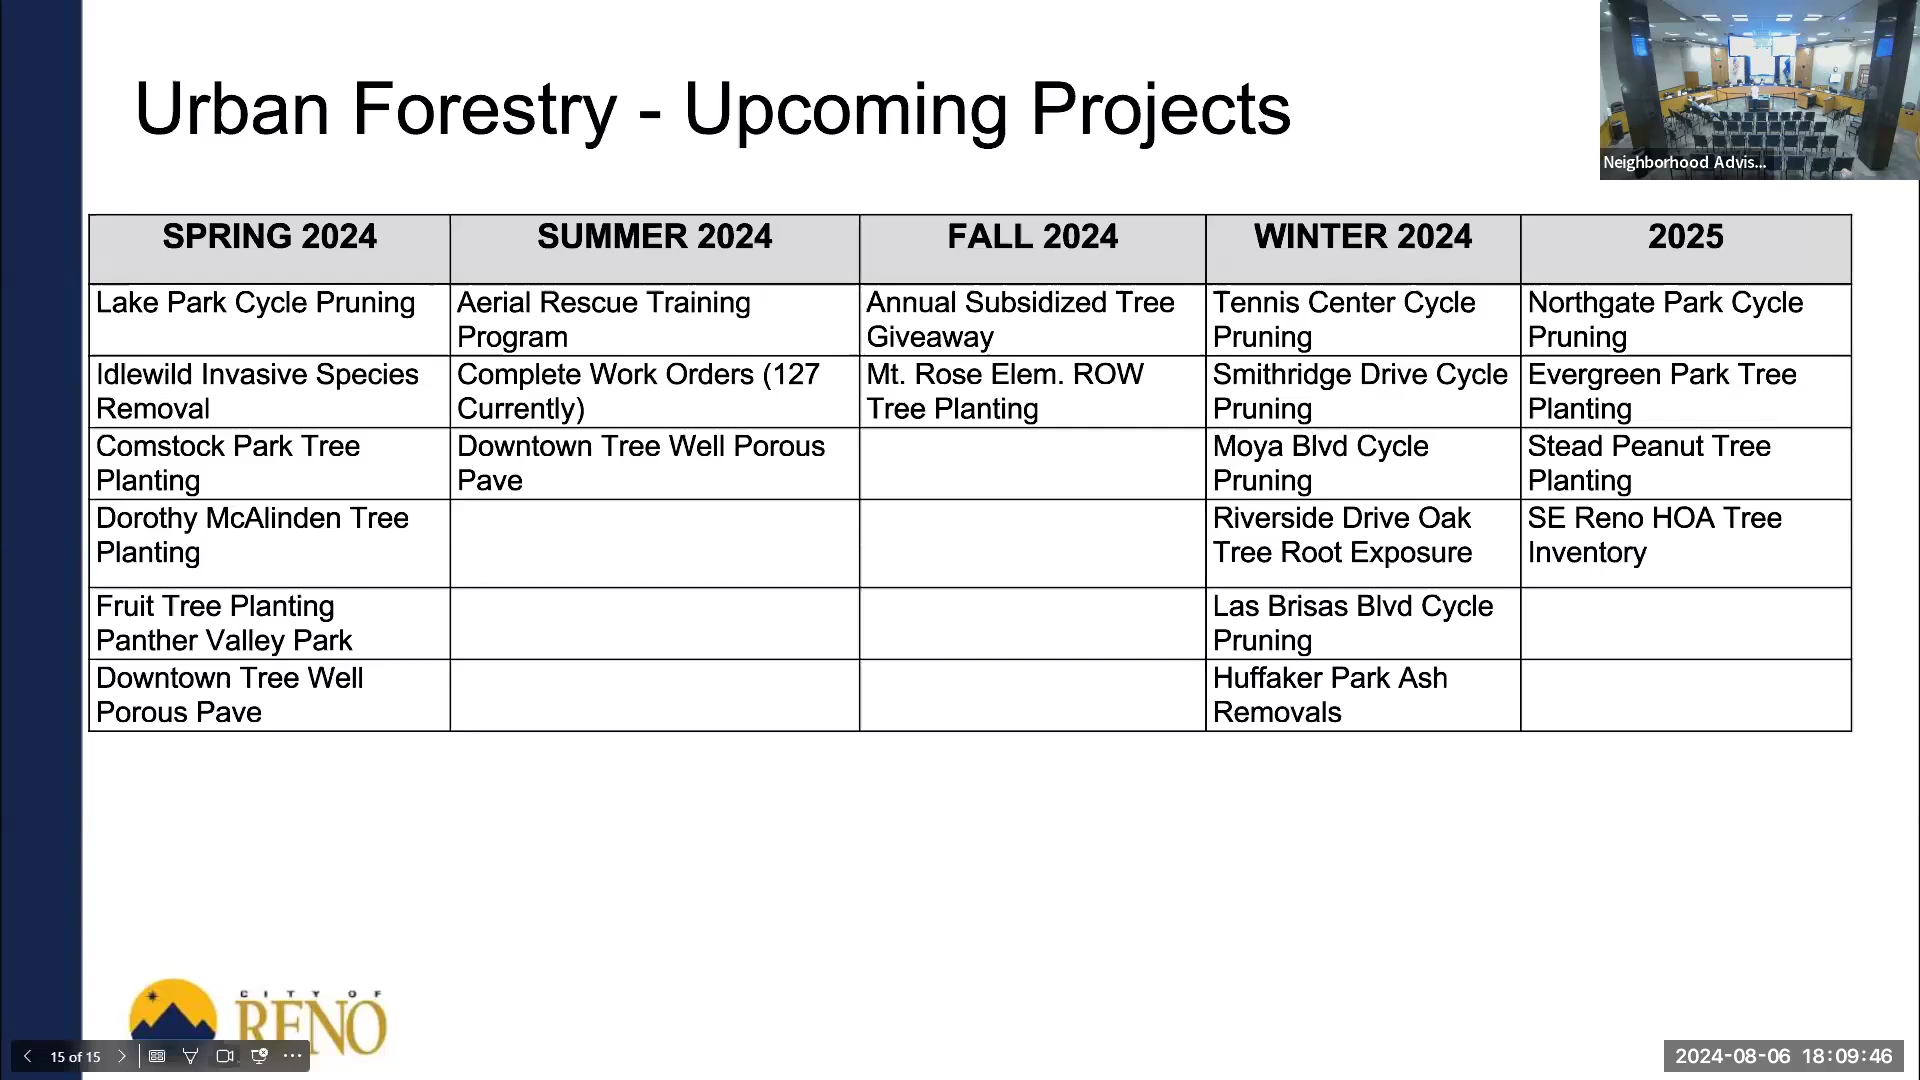 Urban Forestry - Upcoming Projects
Neighborhood Advis...
SPRING 2024
SUMMER 2024
FALL 2024
WINTER 2024
2025
Lake Park Cycle Pruning
Aerial Rescue Training
Program
Annual Subsidized Tree
Giveaway
Tennis Center Cycle
Pruning
Northgate Park Cycle
Pruning
Idlewild Invasive Species
Removal
Complete Work Orders (127
Currently)
Mt. Rose Elem. ROW
Tree Planting
Smithridge Drive Cycle
Pruning
Evergreen Park Tree
Planting
Comstock Park Tree
Planting
Downtown Tree Well Porous
Pave
Moya Blvd Cycle
Pruning
Stead Peanut Tree
Planting
Dorothy McAlinden Tree
Planting
Riverside Drive Oak
Tree Root Exposure
SE Reno HOA Tree
Inventory
Fruit Tree Planting
Panther Valley Park
Las Brisas Blvd Cycle
Pruning
Downtown Tree Well
Porous Pave
Huffaker Park Ash
Removals
CITY OF
RENO
15 of 15
2024-08-06 18:09:46